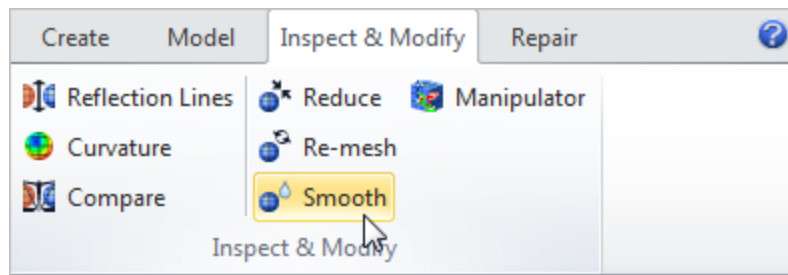 Create Model Inspect & Modify Repair ?
Reflection Lines Reduce Manipulator
Curvature Re-mesh
Compare Smooth
Inspect & Modify